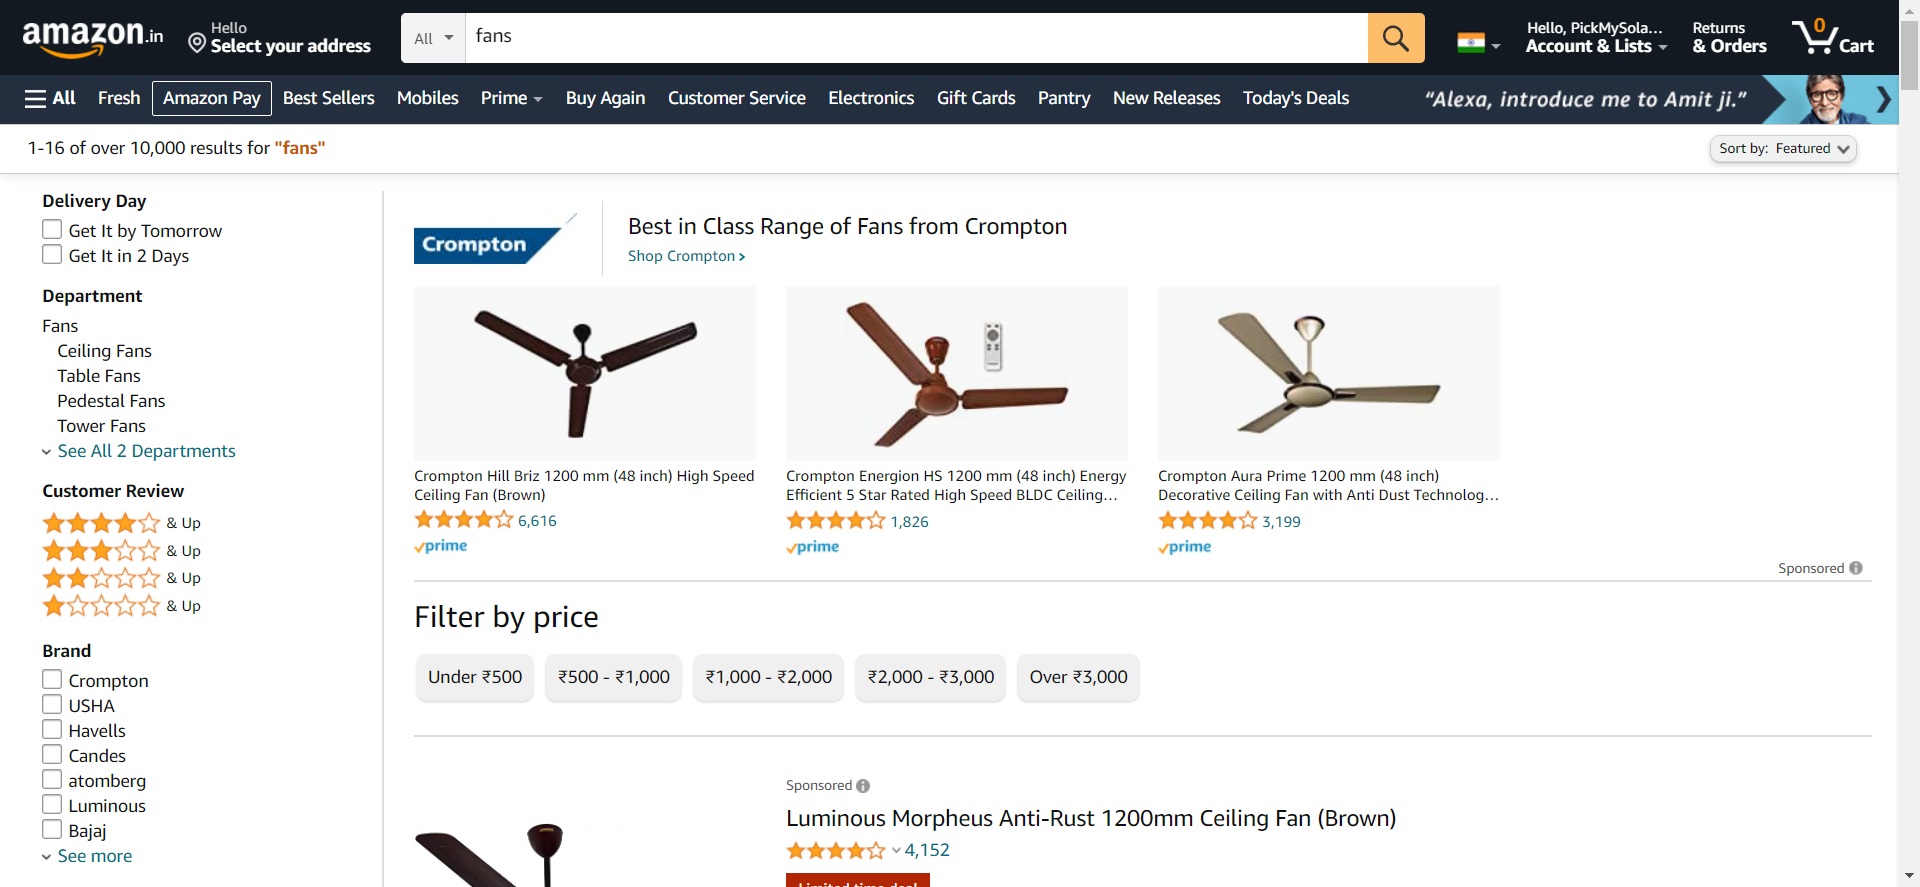 amazon.in
Hello
Select your address
All
fans
Hello, PickMySola...
Account & Lists
Returns
& Orders
0
Cart
All
Fresh
Amazon Pay
Best Sellers
Mobiles
Prime
Buy Again
Customer Service
Electronics
Gift Cards
Pantry
New Releases
Today's Deals
“Alexa, introduce me to Amit ji.”
1-16 of over 10,000 results for "fans"
Sort by: Featured
Delivery Day
Get It by Tomorrow
Get It in 2 Days
Department
Fans
Ceiling Fans
Table Fans
Pedestal Fans
Tower Fans
See All 2 Departments
Customer Review
& Up
& Up
& Up
& Up
Brand
Crompton
USHA
Havells
Candes
atomberg
Luminous
Bajaj
See more
Crompton
Best in Class Range of Fans from Crompton
Shop Crompton ›
Crompton Hill Briz 1200 mm (48 inch) High Speed
Ceiling Fan (Brown)
6,616
prime
Crompton Energion HS 1200 mm (48 inch) Energy
Efficient 5 Star Rated High Speed BLDC Ceiling...
1,826
prime
Crompton Aura Prime 1200 mm (48 inch)
Decorative Ceiling Fan with Anti Dust Technolog...
3,199
prime
Sponsored
Filter by price
Under ₹500
₹500 - ₹1,000
₹1,000 - ₹2,000
₹2,000 - ₹3,000
Over ₹3,000
Sponsored
Luminous Morpheus Anti-Rust 1200mm Ceiling Fan (Brown)
4,152
Limited time deal